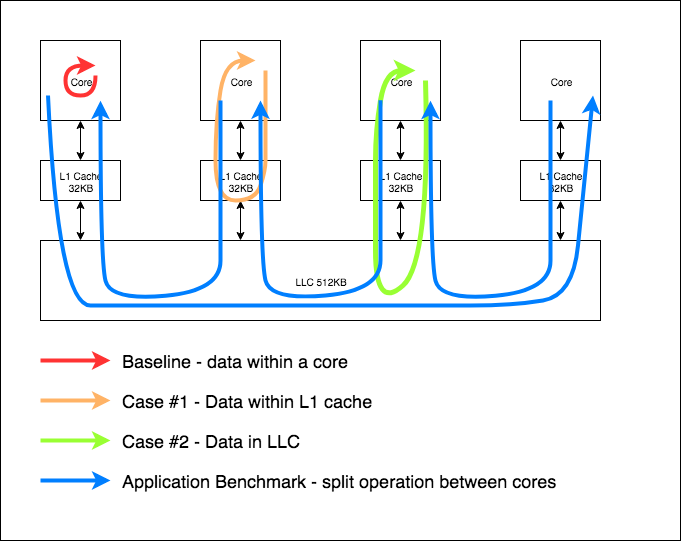 Core
Core
Core
Core
L1 Cache
32KB
L1 Cache
32KB
L1 Cache
32KB
L1 Cache
32KB
LLC 512KB
Baseline - data within a core
Case #1 - Data within L1 cache
Case #2 - Data in LLC
Application Benchmark - split operation between cores